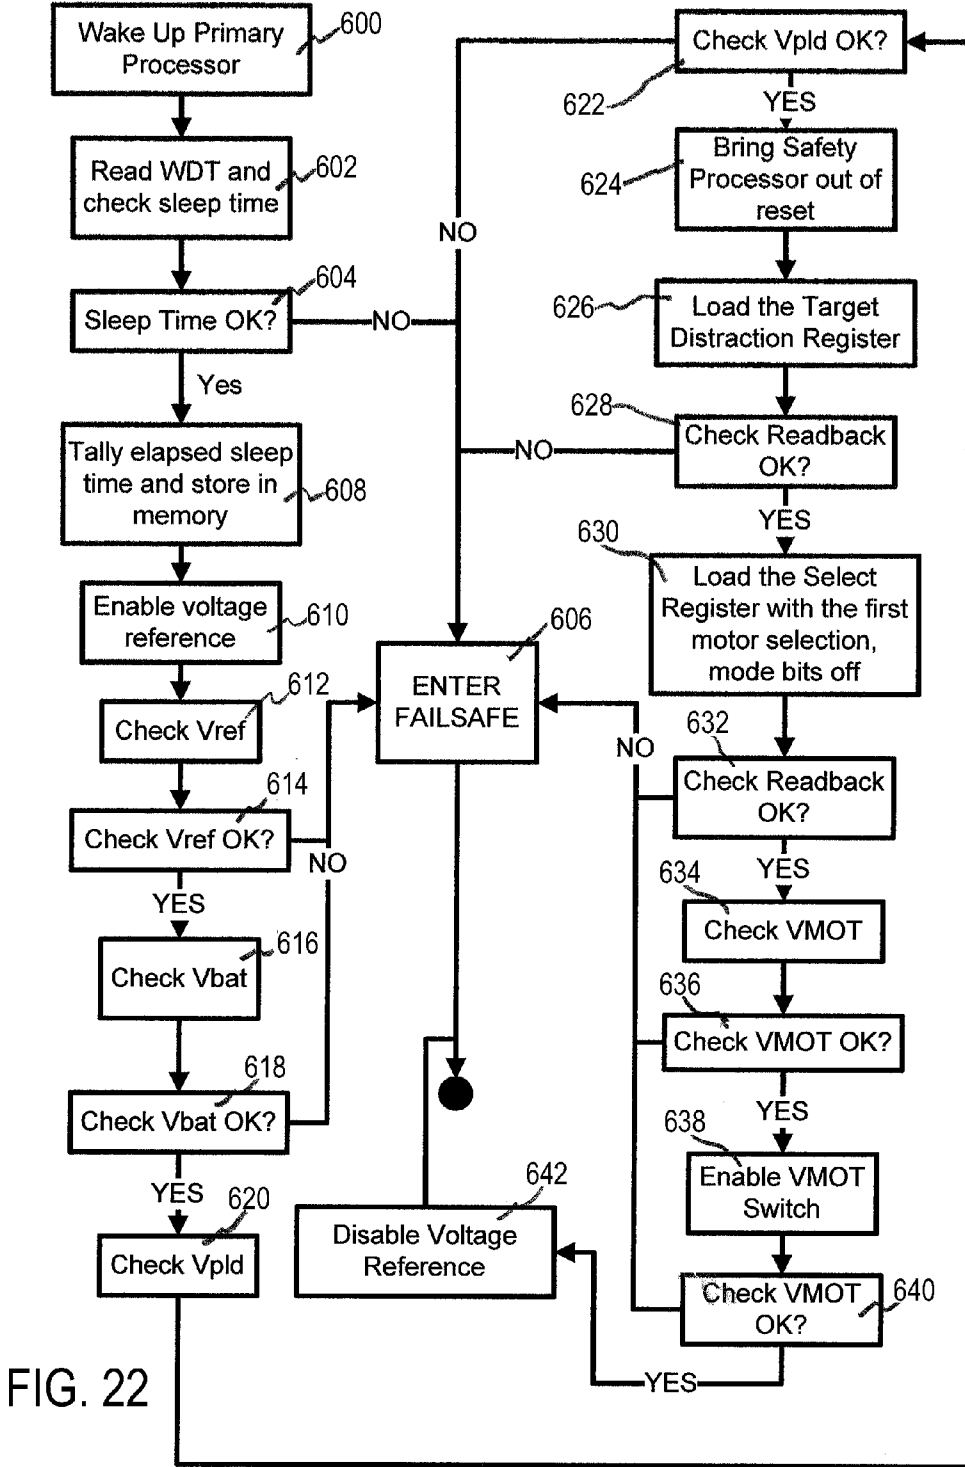 Wake Up Primary
Processor
600
Read WDT and
check sleep time
602
604
Sleep Time OK?
NO
Yes
Tally elapsed sleep
time and store in
memory
608
Enable voltage
reference
610
612
Check Vref
614
Check Vref OK?
NO
YES
616
Check Vbat
618
Check Vbat OK?
YES
620
Check Vpld
NO
NO
606
ENTER
FAILSAFE
NO
642
Disable Voltage
Reference
Check Vpld OK?
622
YES
Bring Safety
Processor out of
reset
624
626
Load the Target
Distraction Register
628
Check Readback
OK?
YES
630
Load the Select
Register with the first
motor selection,
mode bits off
632
Check Readback
OK?
YES
634
Check VMOT
636
Check VMOT OK?
YES
638
Enable VMOT
Switch
Check VMOT
OK?
640
YES
FIG. 22